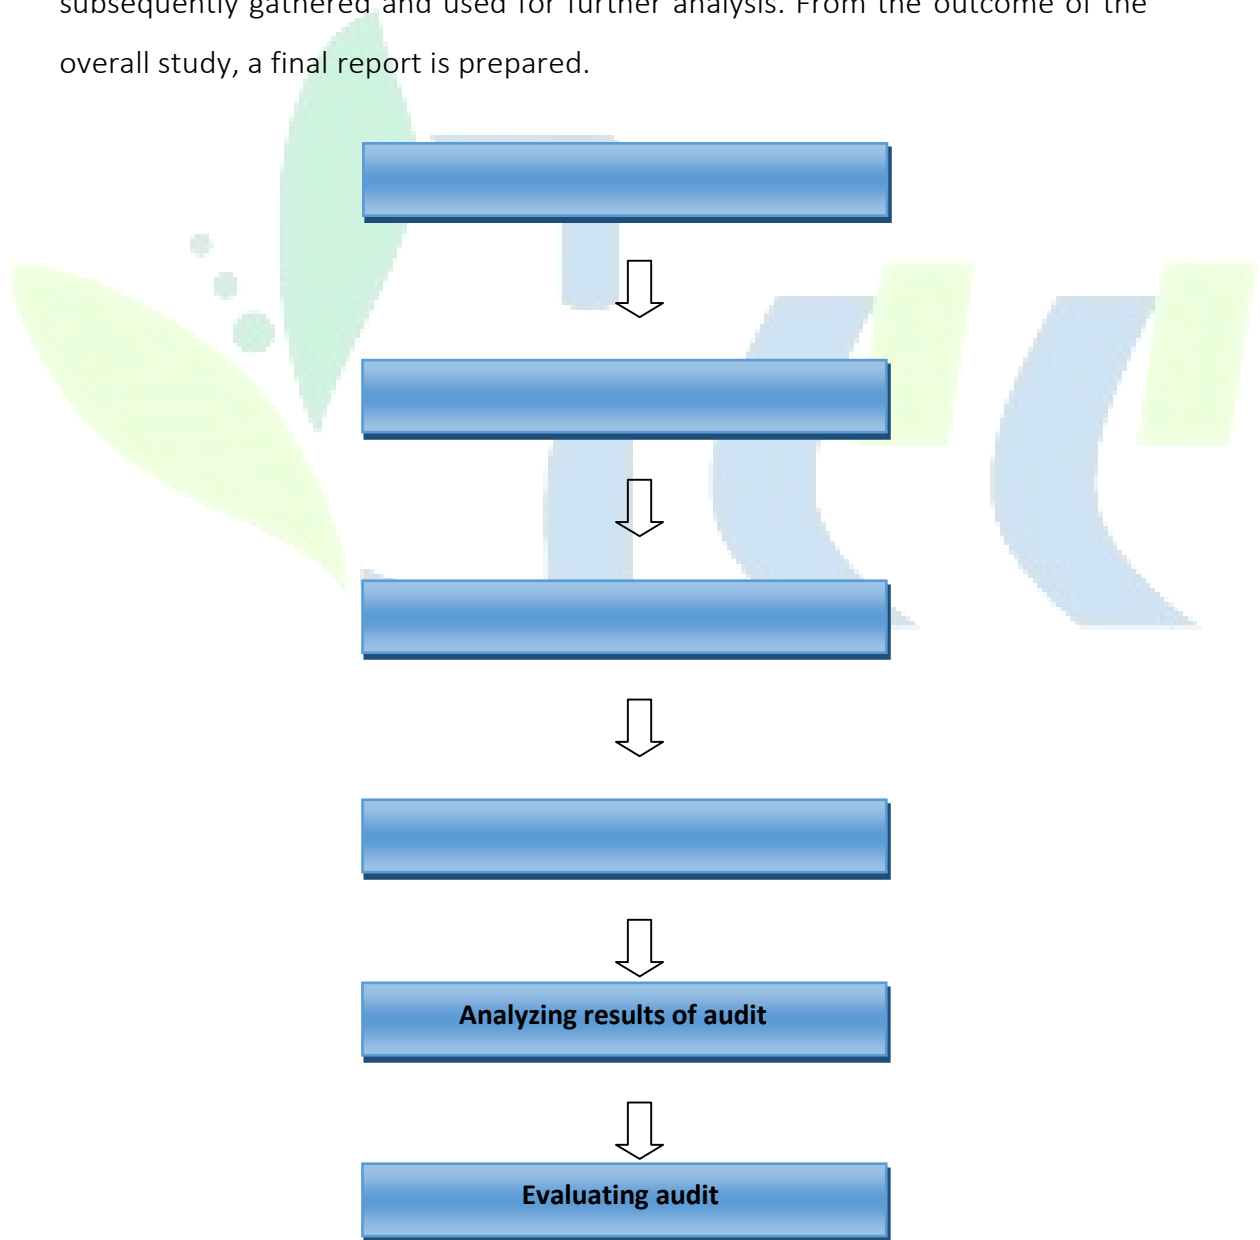 subsequently gathered and used for further analysis. From the outcome of the
overall study, a final report is prepared.
Analyzing results of audit
Evaluating audit